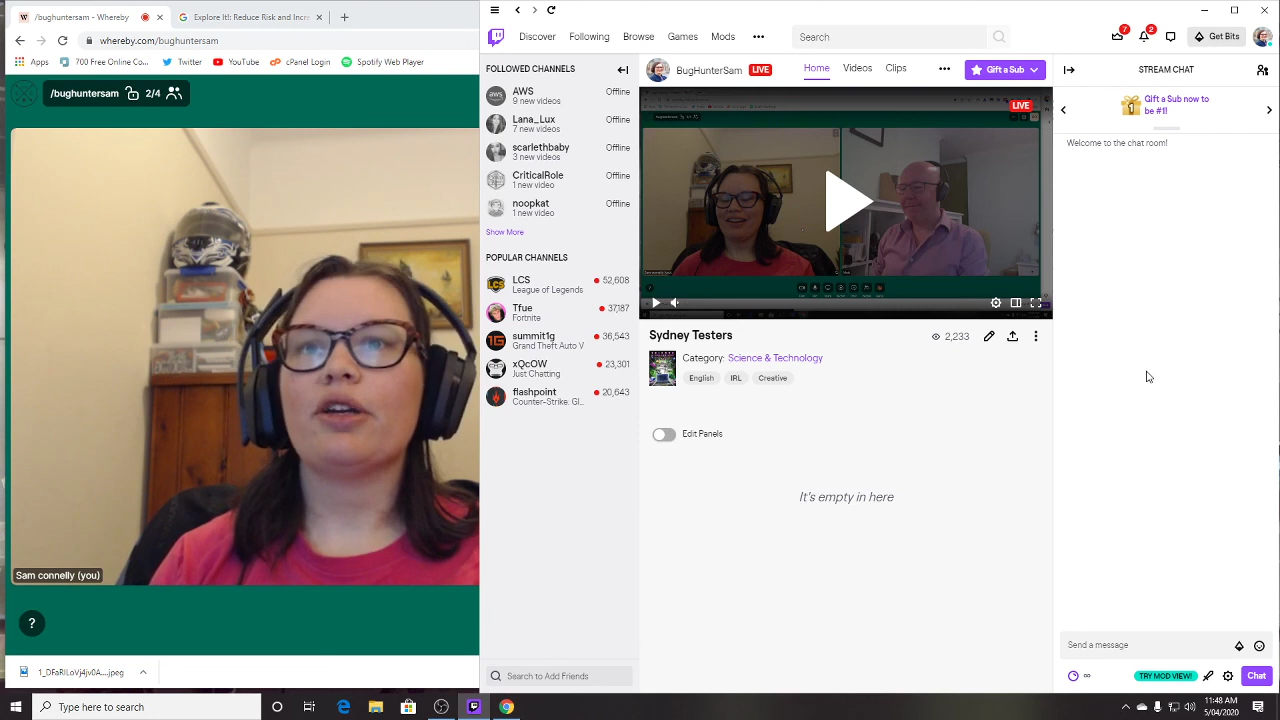 /bughuntersam - Whereby
Explore It!: Reduce Risk and Incre
whereby.com/bughuntersam
Apps
700 Free Online Co...
Twitter
YouTube
cPanel Login
Spotify Web Player
/bughuntersam 2/4
Sam connelly (you)
?
1_DFaRILoVj4jv0A....jpeg
Discover Following Browse Games Mods
Search
7
2
Get Bits
FOLLOWED CHANNELS
AWS Offline
9 new videos
Lana_Lux Offline
7 new videos
scarlethbaby Offline
3 new videos
CriticalRole Offline
1 new video
noopkat Offline
1 new video
Show More
POPULAR CHANNELS
LCS 52,608
League of Legends
Tfue 37,187
Fortnite
summit1g 36,543
Grand Theft Auto V
xQcOW 23,301
Just Chatting
flashpoint 20,643
Counter-Strike: Gl...
Search to Add Friends
BugHunterSam LIVE Home Videos Clips
Gift a Sub
LIVE
Sydney Testers
2,233
Category: Science & Technology
English IRL Creative
Edit Panels
It's empty in here
STREAM CHAT
1
Gift a Sub now to
be #1!
Welcome to the chat room!
Send a message
∞
TRY MOD VIEW!
Chat
Type here to search
11:48 AM
5/04/2020